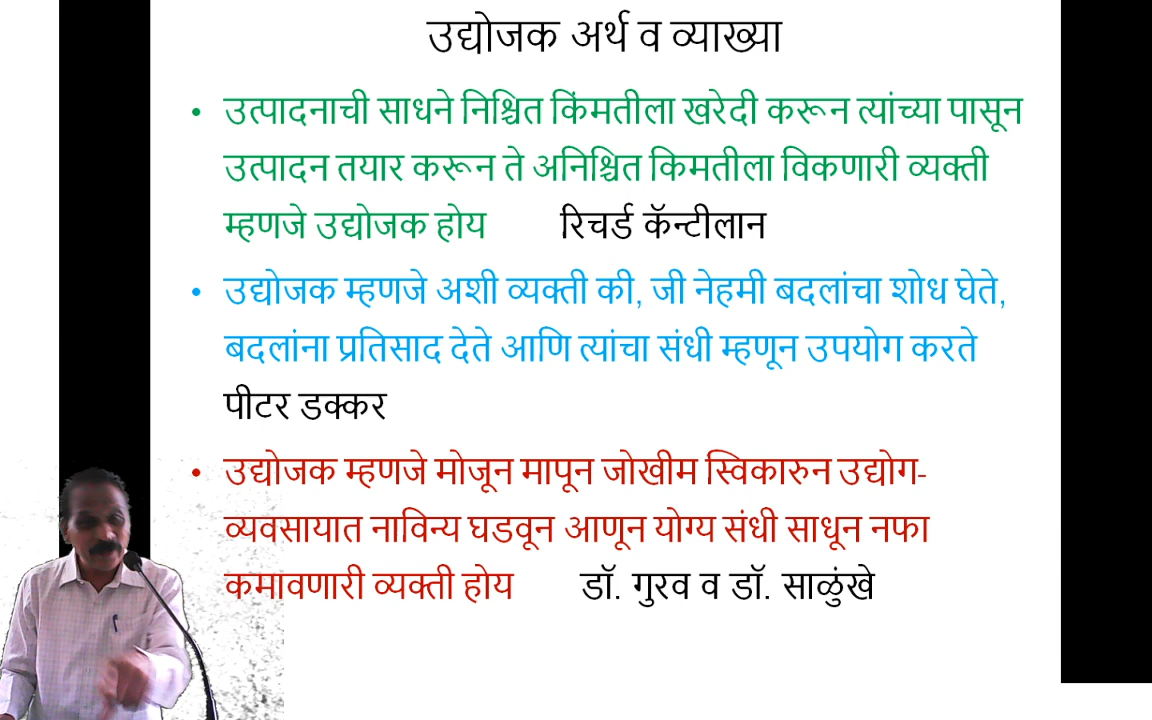 उद्योजक अर्थ व व्याख्या
• उत्पादनाची साधने निश्चित किंमतीला खरेदी करून त्यांच्या पासून
उत्पादन तयार करून ते अनिश्चित किमतीला विकणारी व्यक्ती
म्हणजे उद्योजक होय रिचर्ड कॅन्टीलान
• उद्योजक म्हणजे अशी व्यक्ती की, जी नेहमी बदलांचा शोध घेते,
बदलांना प्रतिसाद देते आणि त्यांचा संधी म्हणून उपयोग करते
पीटर डक्कर
• उद्योजक म्हणजे मोजून मापून जोखीम स्विकारुन उद्योग-
व्यवसायात नाविन्य घडवून आणून योग्य संधी साधून नफा
कमावणारी व्यक्ती होय डॉ. गुरव व डॉ. साळुंखे